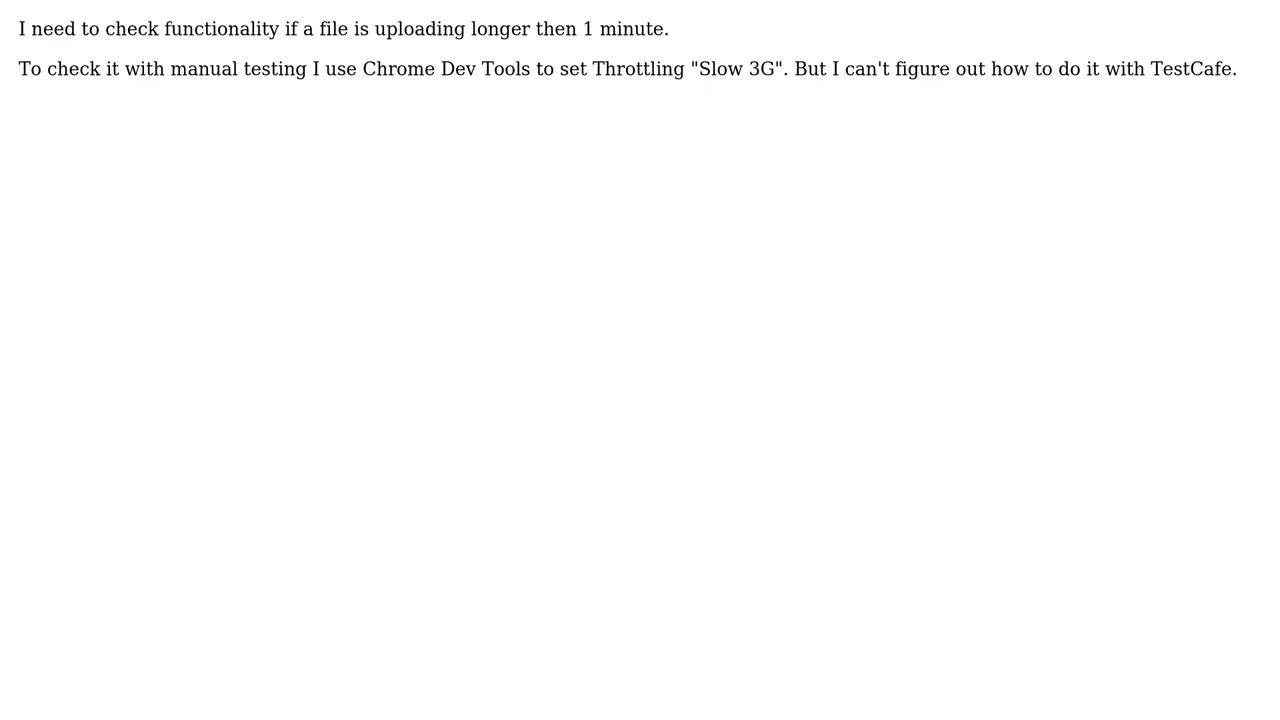 I need to check functionality if a file is uploading longer then 1 minute.
To check it with manual testing I use Chrome Dev Tools to set Throttling "Slow 3G". But I can't figure out how to do it with TestCafe.